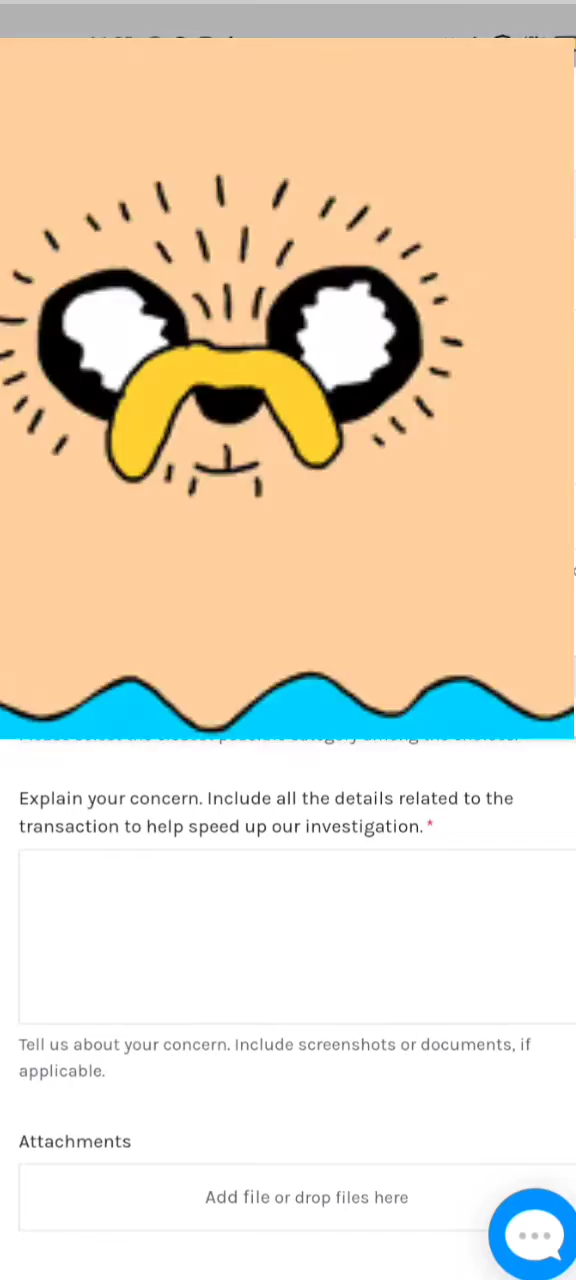 Explain your concern. Include all the details related to the
transaction to help speed up our investigation.*
Tell us about your concern. Include screenshots or documents, if
applicable.
Attachments
Add file or drop files here